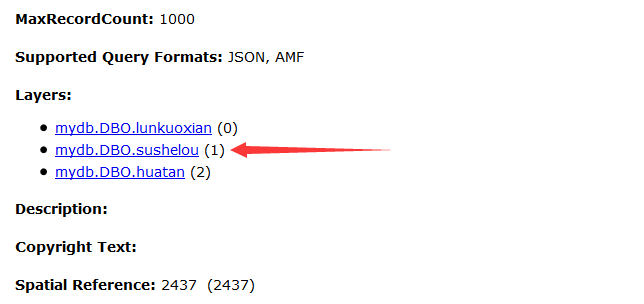 MaxRecordCount: 1000
Supported Query Formats: JSON, AMF
Layers:
mydb.DBO.lunkuoxian (0)
mydb.DBO.sushelou (1)
mydb.DBO.huatan (2)
Description:
Copyright Text:
Spatial Reference: 2437 (2437)